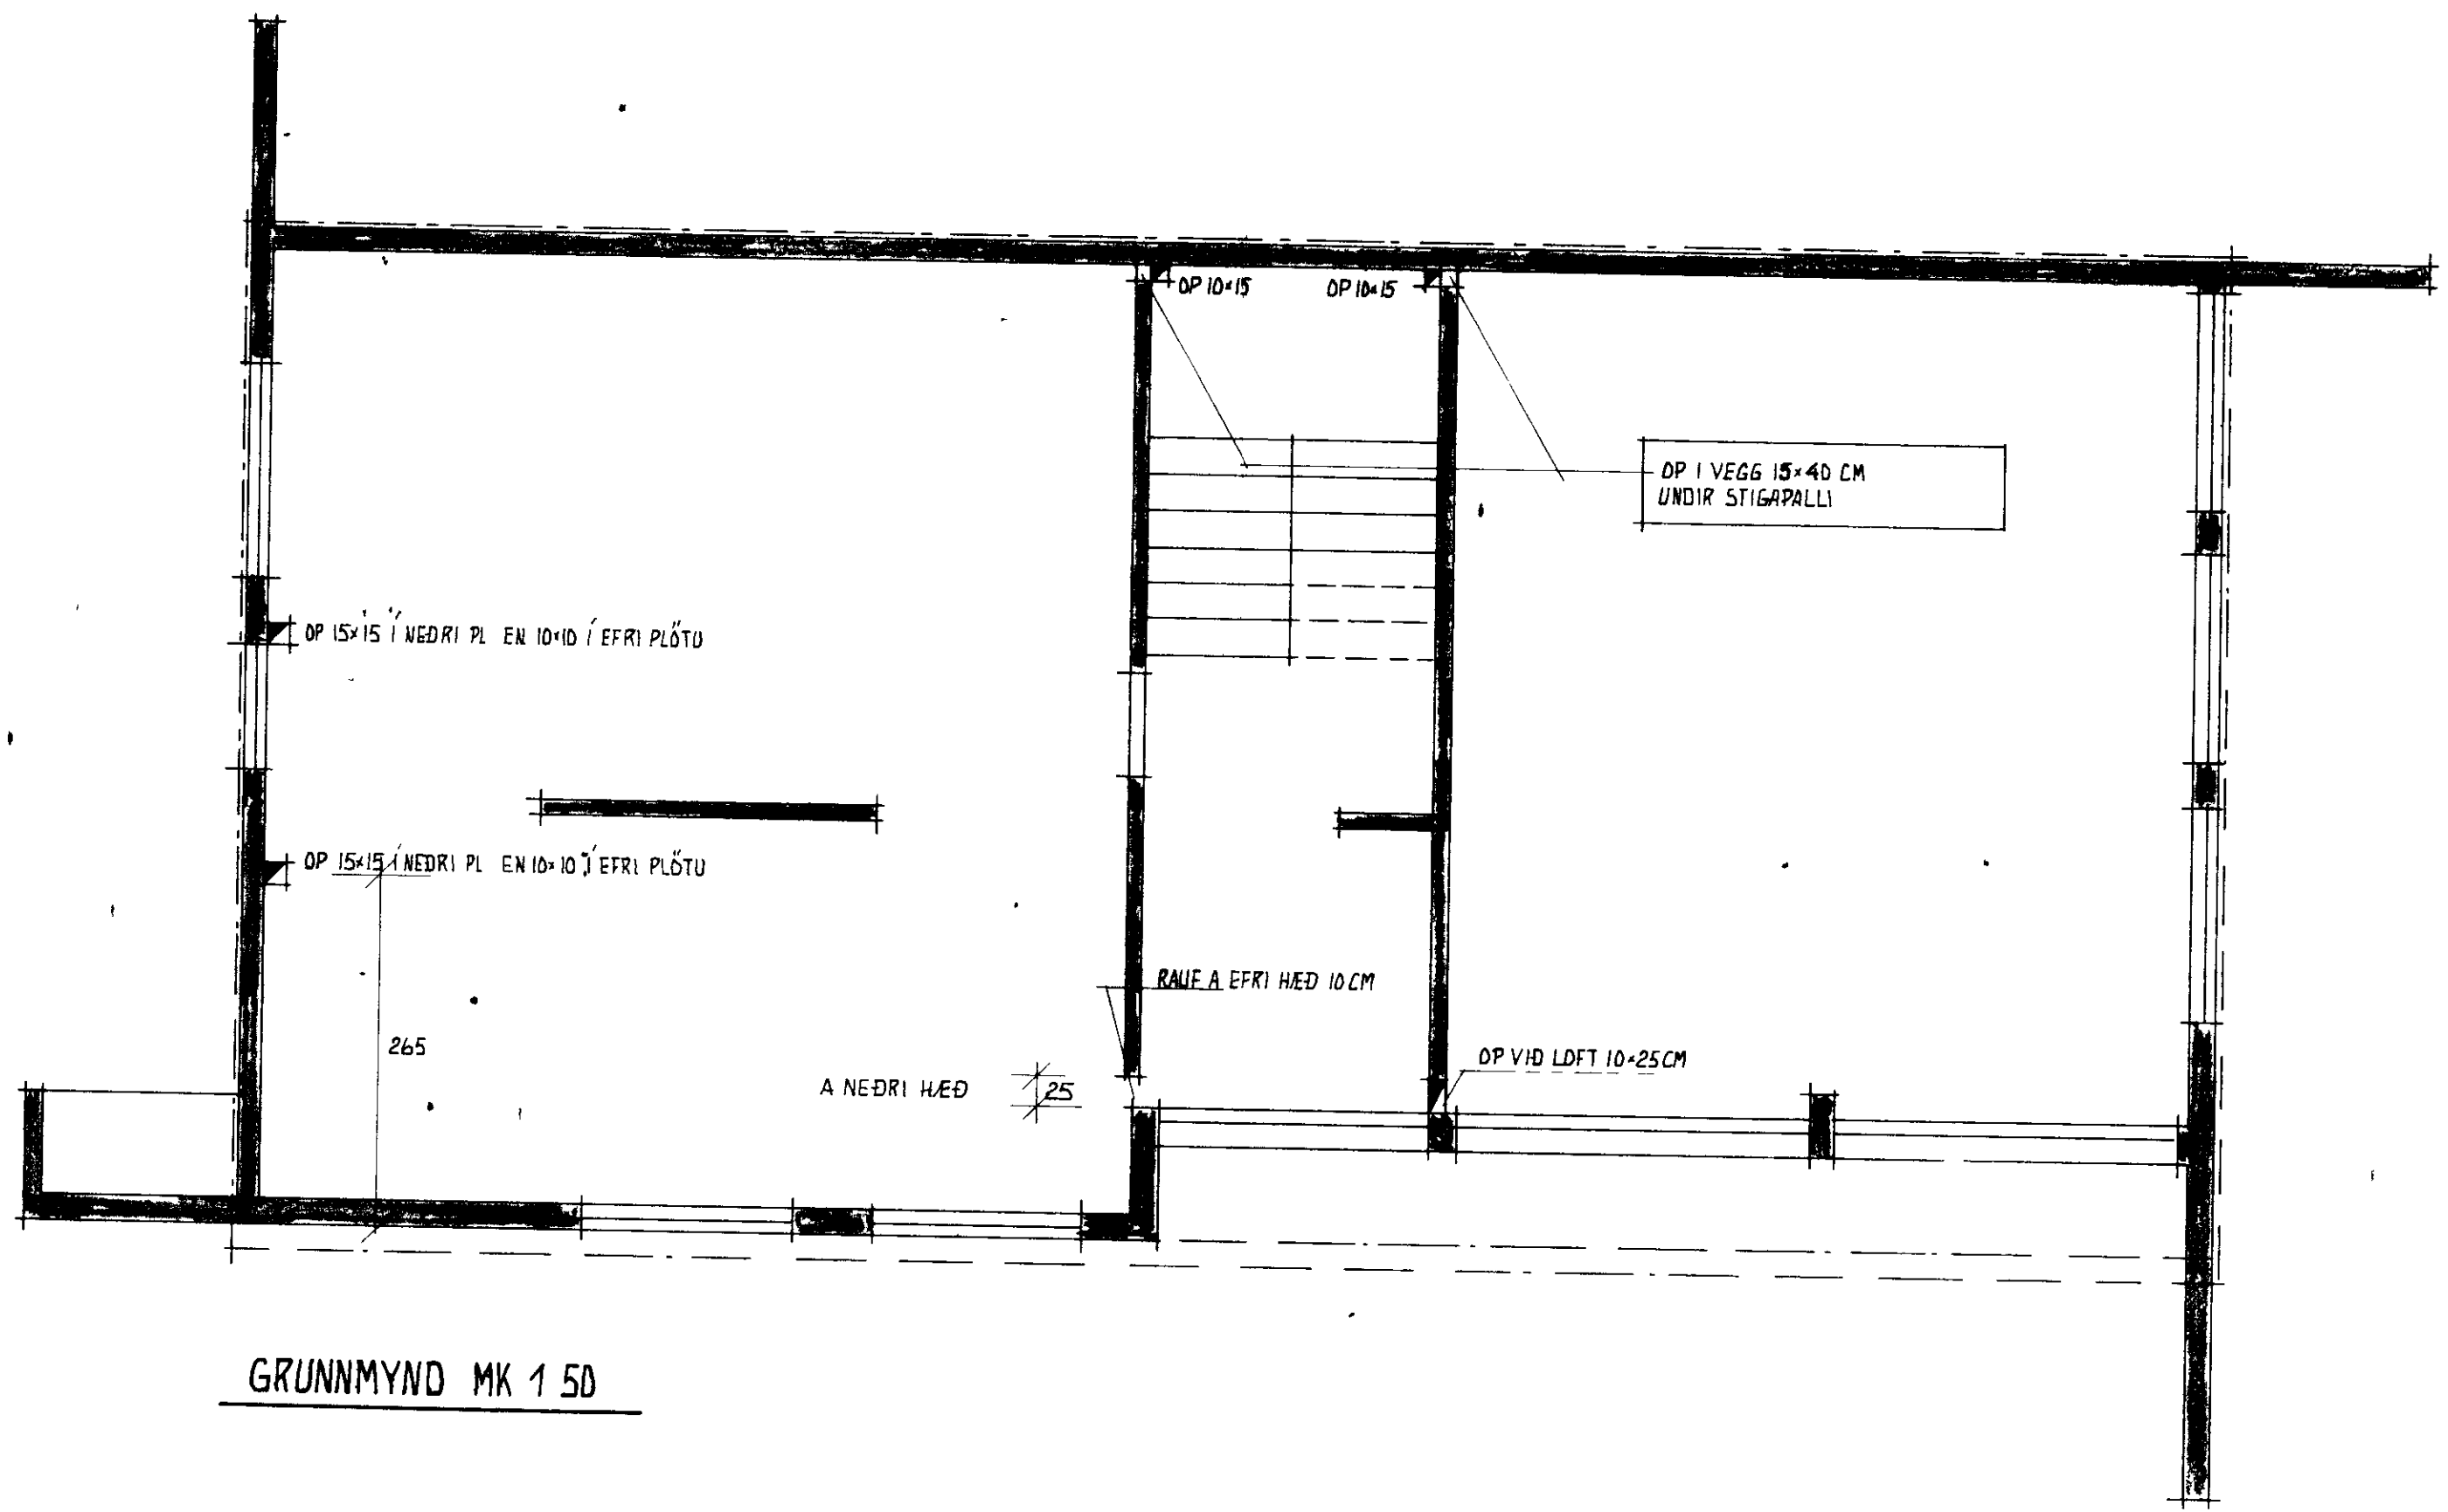 OP 10×15
OP 10×15
OP I VEGG 15×40 CM
UNDIR STIGAPALLI
OP 15×15 Í NEÐRI PL EN 10×10 Í EFRI PLÖTU
OP 15×15 Í NEÐRI PL EN 10×10 Í EFRI PLÖTU
RAUF A EFRI HÆÐ 10 CM
265
OP VIÐ LOFT 10×25 CM
A NEÐRI HÆÐ
25
GRUNNMYND MK 1 50